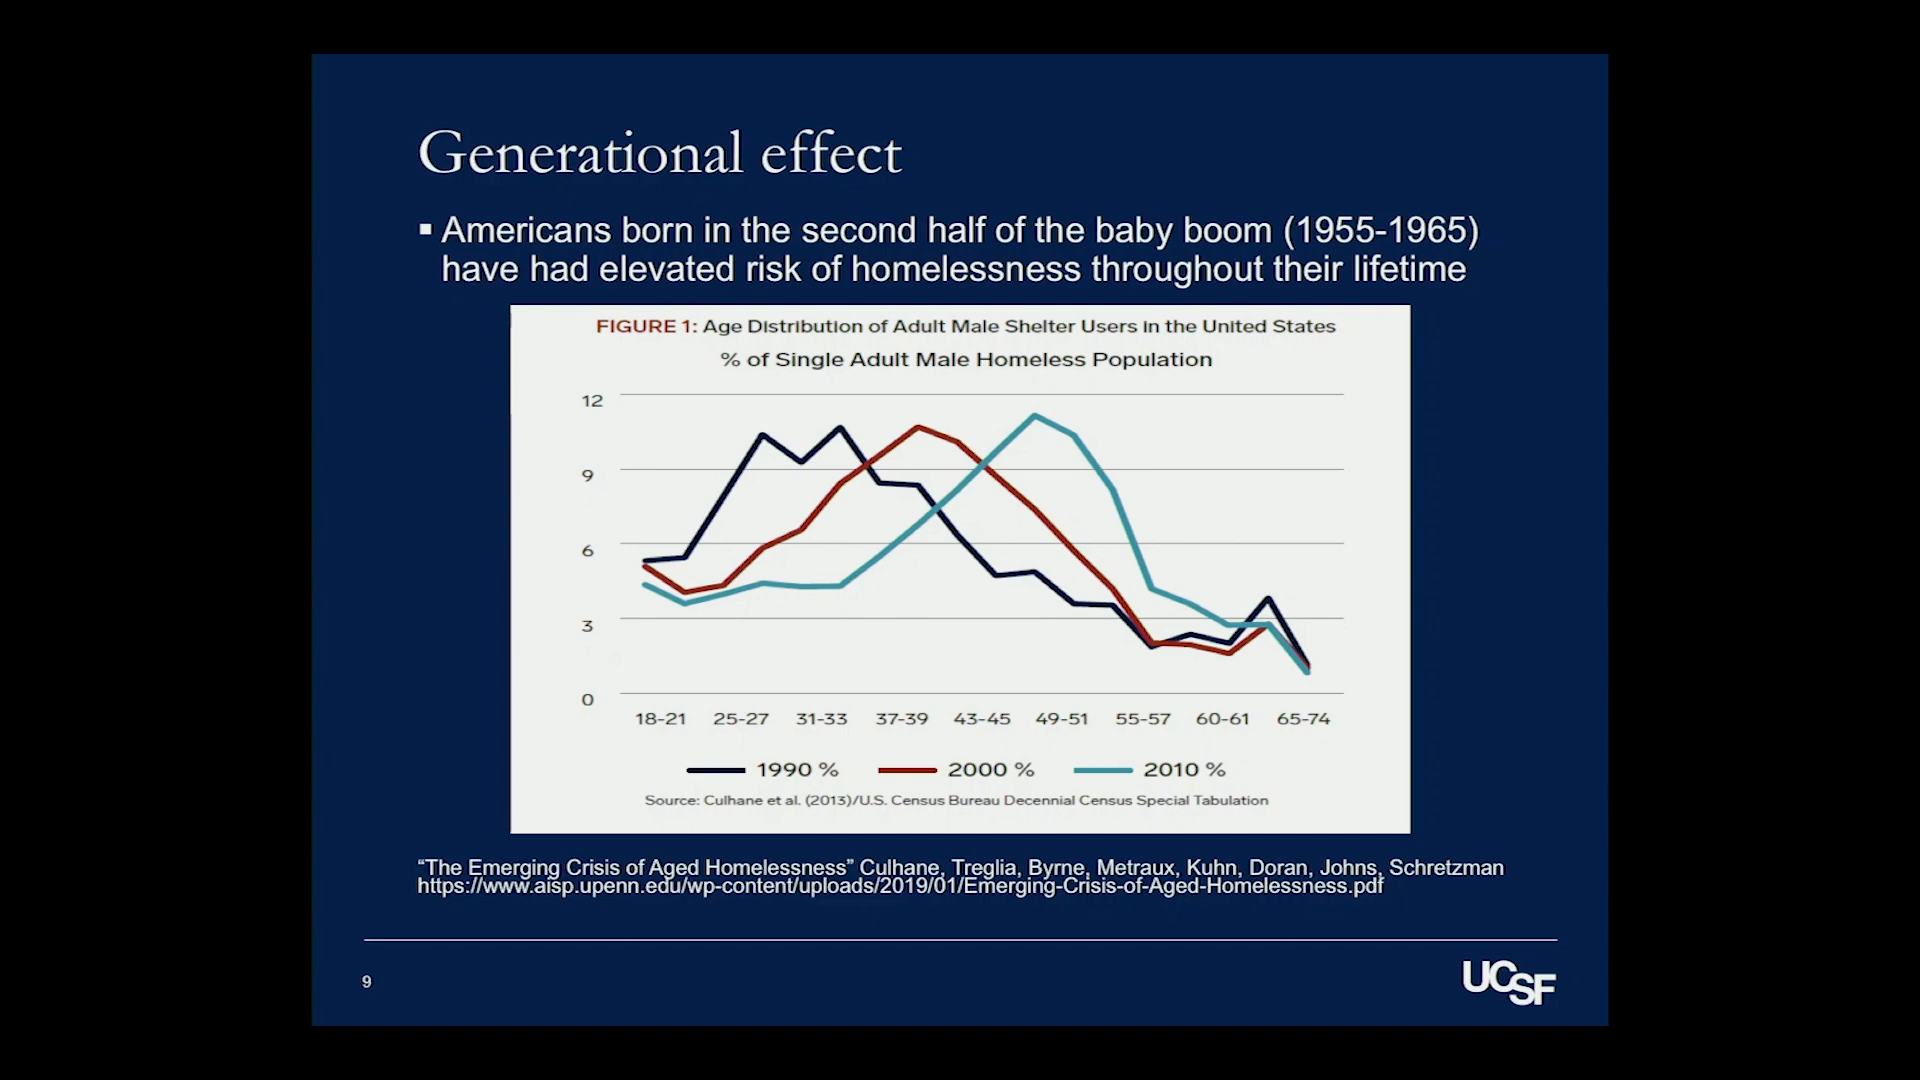 Generational effect
▪ Americans born in the second half of the baby boom (1955-1965)
have had elevated risk of homelessness throughout their lifetime
FIGURE 1: Age Distribution of Adult Male Shelter Users in the United States
% of Single Adult Male Homeless Population
12
9
6
3
0
18-21 25-27 31-33 37-39 43-45 49-51 55-57 60-61 65-74
1990 % 2000 % 2010 %
Source: Culhane et al. (2013)/U.S. Census Bureau Decennial Census Special Tabulation
“The Emerging Crisis of Aged Homelessness” Culhane, Treglia, Byrne, Metraux, Kuhn, Doran, Johns, Schretzman
https://www.aisp.upenn.edu/wp-content/uploads/2019/01/Emerging-Crisis-of-Aged-Homelessness.pdf
9
UCSF